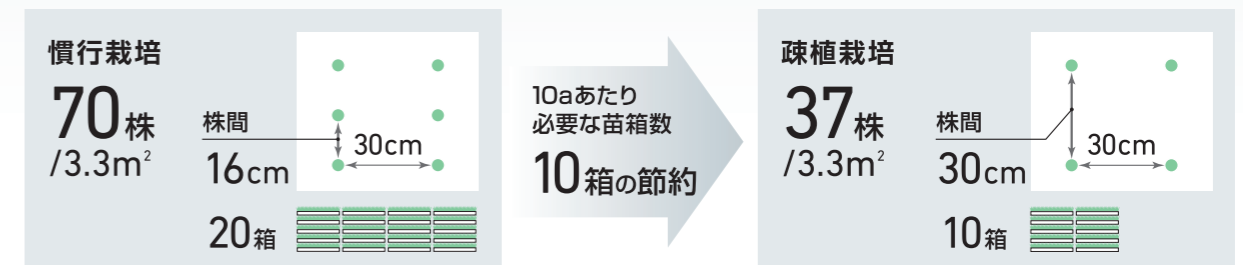 慣行栽培
70株
/3.3m²
株間
16cm
30cm
20箱
10aあたり
必要な苗箱数
10箱の節約
疎植栽培
37株
/3.3m²
株間
30cm
30cm
10箱